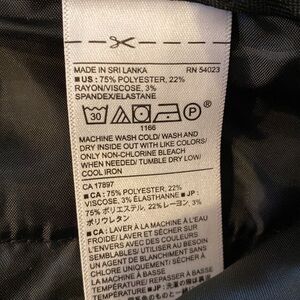 MADE IN SRI LANKA RN 54023
■ US : 75% POLYESTER, 22%
RAYON/VISCOSE, 3%
SPANDEX/ELASTANE
30 P ®
1166
MACHINE WASH COLD/ WASH AND
DRY INSIDE OUT WITH LIKE COLORS/
ONLY NON-CHLORINE BLEACH
WHEN NEEDED/ TUMBLE DRY LOW/
COOL IRON
CA 17897
■ CA : 75% POLYESTER, 22%
VISCOSE, 3% ÉLASTHANNE ■ JP :
75% ポリエステル, 22% レーヨン, 3%
ポリウレタン
■ CA : LAVER À LA MACHINE À L'EAU
FROIDE/ LAVER ET SÉCHER SUR
L'ENVERS AVEC DES COULEURS
SEMBLABLES/ UTILISER AU BESOIN
UN AGENT DE BLANCHIMENT SANS
CHLORE UNIQUEMENT/ SÉCHER À
LA MACHINE À BASSE
TEMPÉRATURE
TEMPÉRATURE ■ JP :